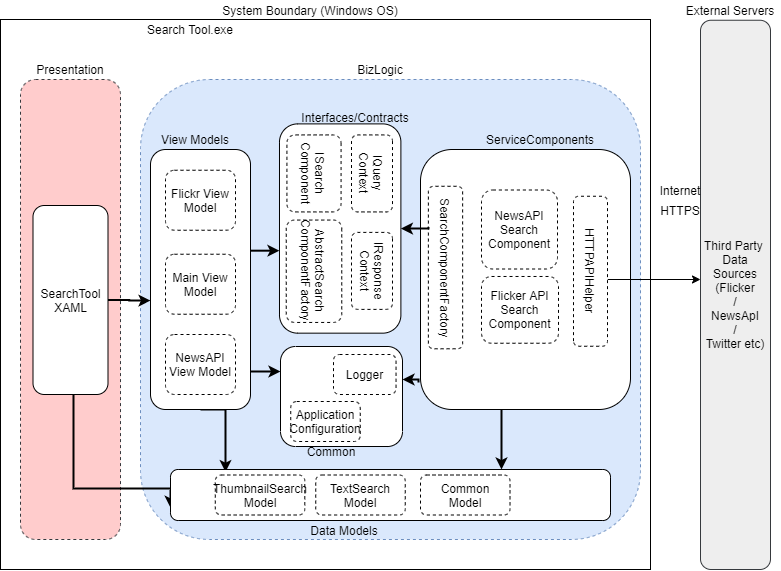 System Boundary (Windows OS)
External Servers
Search Tool.exe
Presentation
BizLogic
Interfaces/Contracts
View Models
ServiceComponents
ISearch
Component
IQuery
Context
AbstractSearch
ComponentFactory
IResponse
Context
Flickr View
Model
Main View
Model
NewsAPI
View Model
SearchTool
XAML
SearchComponentFactory
NewsAPI
Search
Component
Flicker API
Search
Component
HTTPAPIHelper
Internet
HTTPS
Third Party
Data
Sources
(Flicker
/
NewsApI
/
Twitter etc)
Logger
Application
Configuration
Common
ThumbnailSearch
Model
TextSearch
Model
Common
Model
Data Models